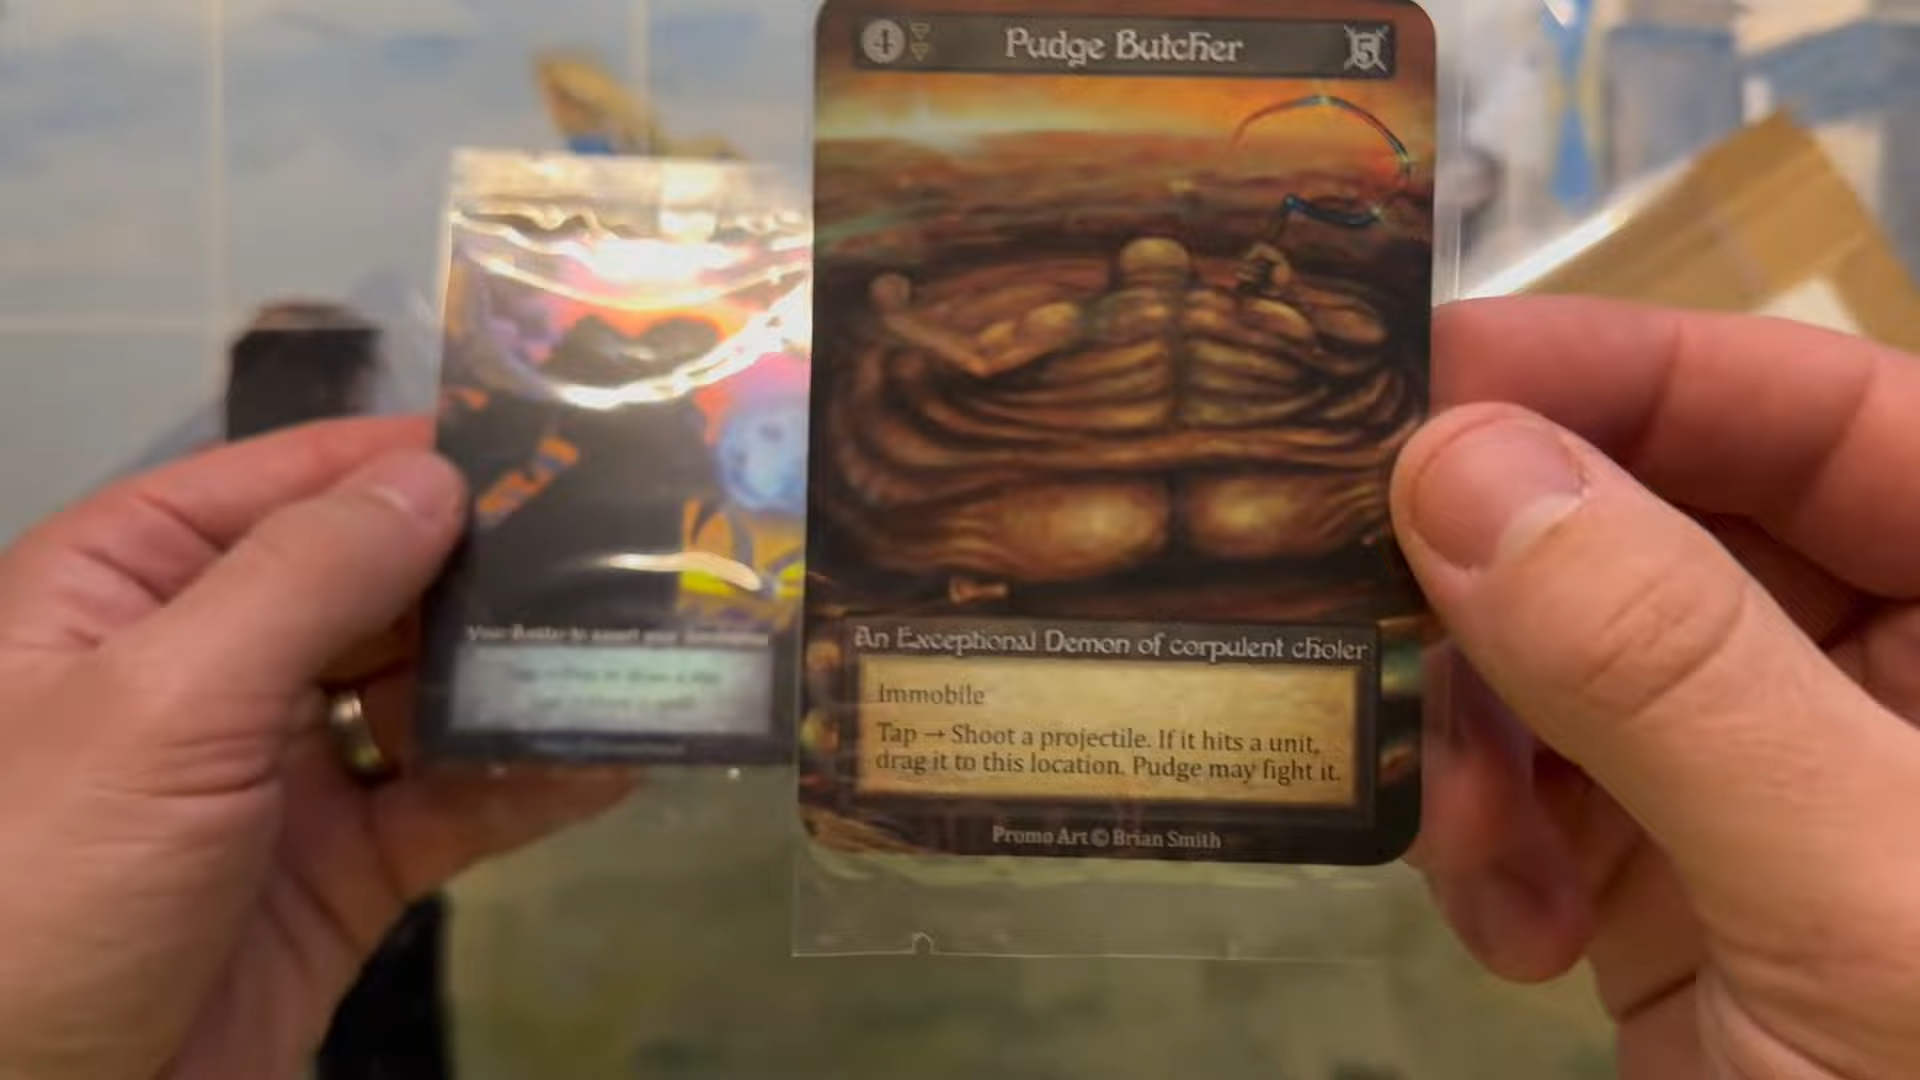 4
Pudge Butcher
5
An Exceptional Demon of corpulent choler
Immobile
Tap → Shoot a projectile. If it hits a unit,
drag it to this location. Pudge may fight it.
Promo Art © Brian Smith